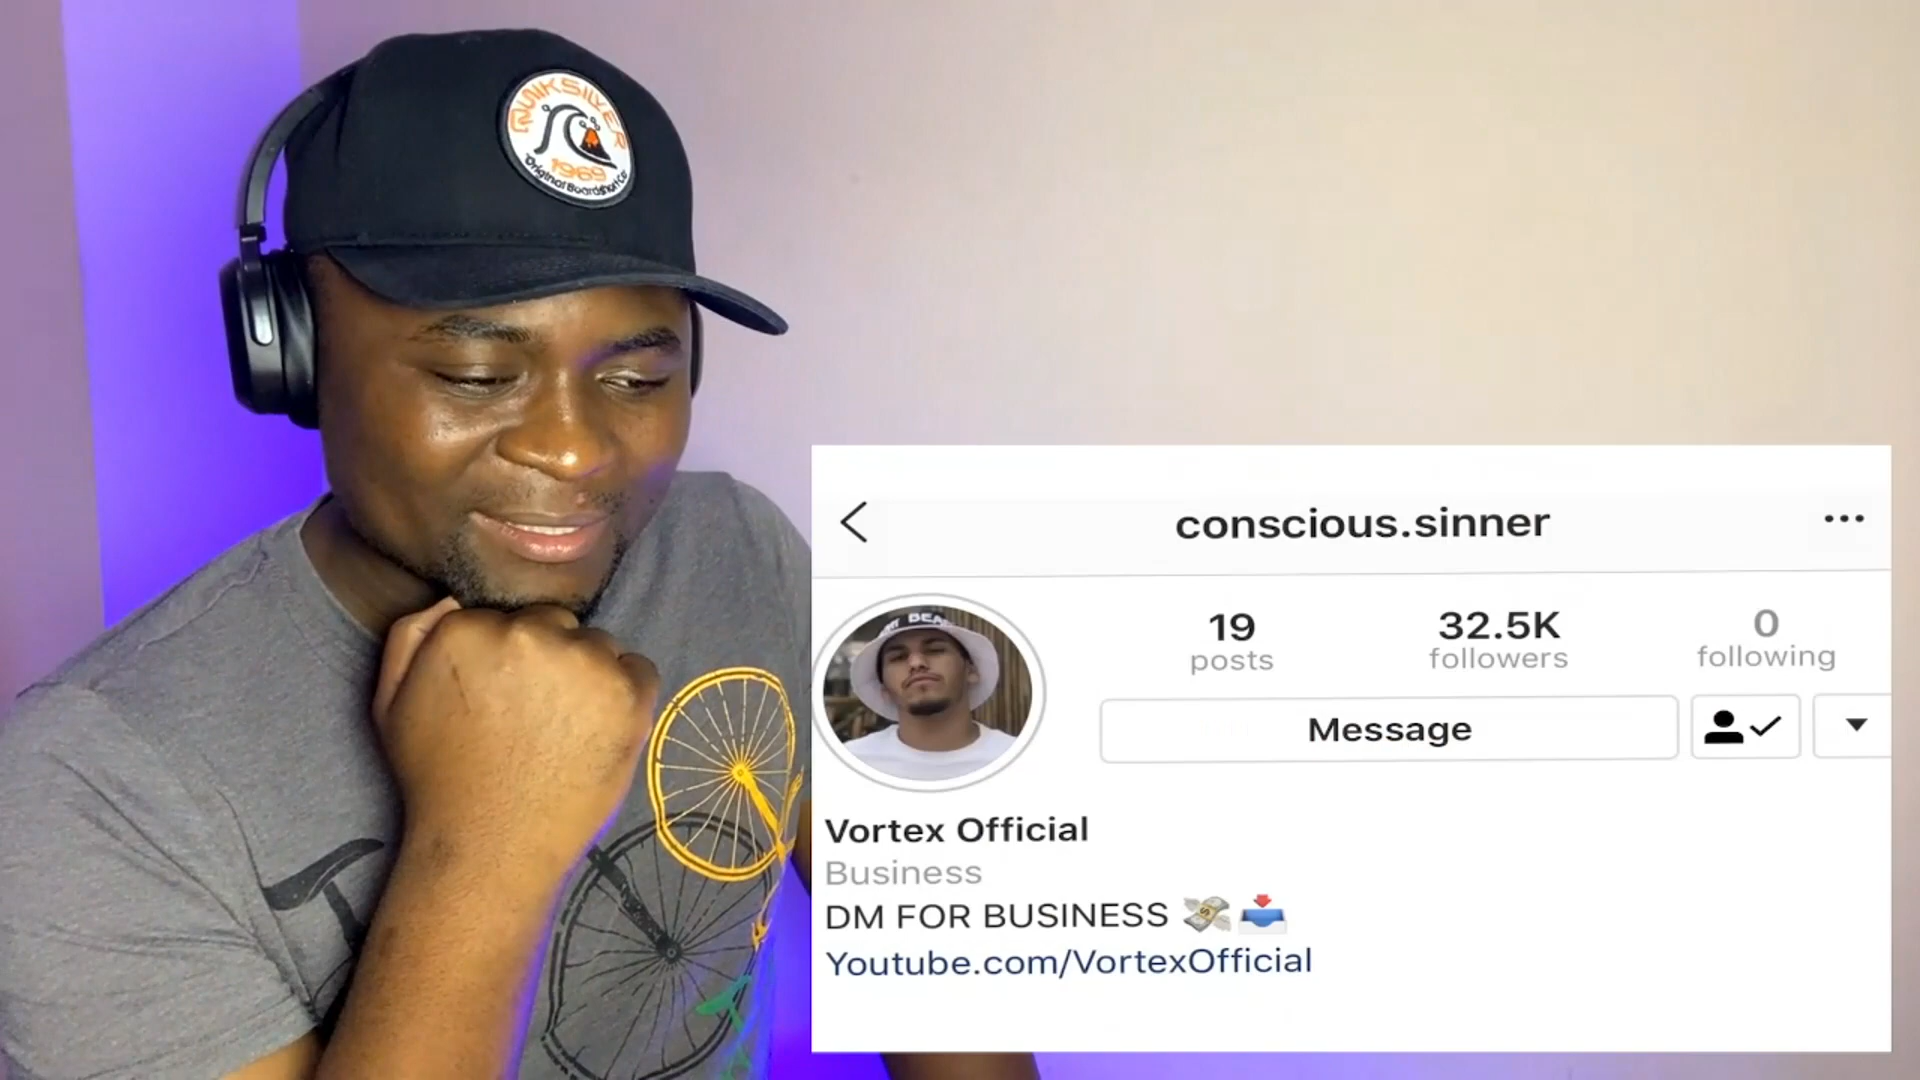 QUIKSILVER
1969
Original Boardshort Co
conscious.sinner
19
posts
32.5K
followers
0
following
Message
Vortex Official
Business
DM FOR BUSINESS
Youtube.com/VortexOfficial